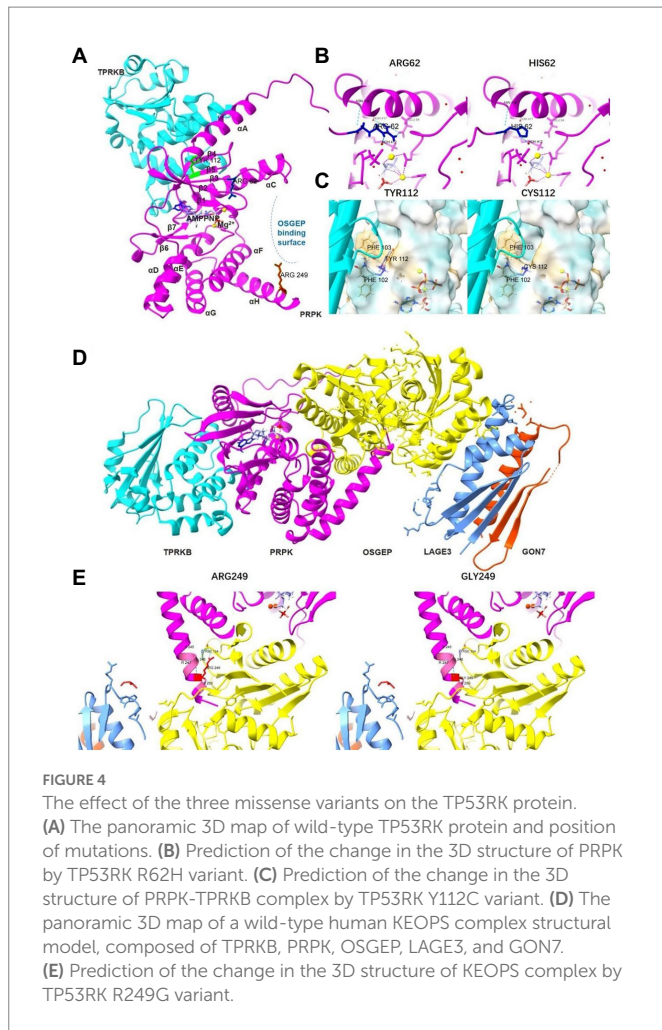 A
TPRKB
αA
β4
TYR 112
β5
β3
β2
αC
β1
AMPPNP
Mg²⁺
β7
OSGEP
binding
surface
β6
αF
αD
αE
ARG 249
αH
αG
PRPK
B
ARG62
HIS62
C
TYR112
CYS112
PHE 103
TYR 112
PHE 102
PHE 103
PHE 102
D
TPRKB
PRPK
OSGEP
LAGE3
GON7
E
ARG249
GLY249
FIGURE 4
The effect of the three missense variants on the TP53RK protein.
(A) The panoramic 3D map of wild-type TP53RK protein and position
of mutations. (B) Prediction of the change in the 3D structure of PRPK
by TP53RK R62H variant. (C) Prediction of the change in the 3D
structure of PRPK-TPRKB complex by TP53RK Y112C variant. (D) The
panoramic 3D map of a wild-type human KEOPS complex structural
model, composed of TPRKB, PRPK, OSGEP, LAGE3, and GON7.
(E) Prediction of the change in the 3D structure of KEOPS complex by
TP53RK R249G variant.